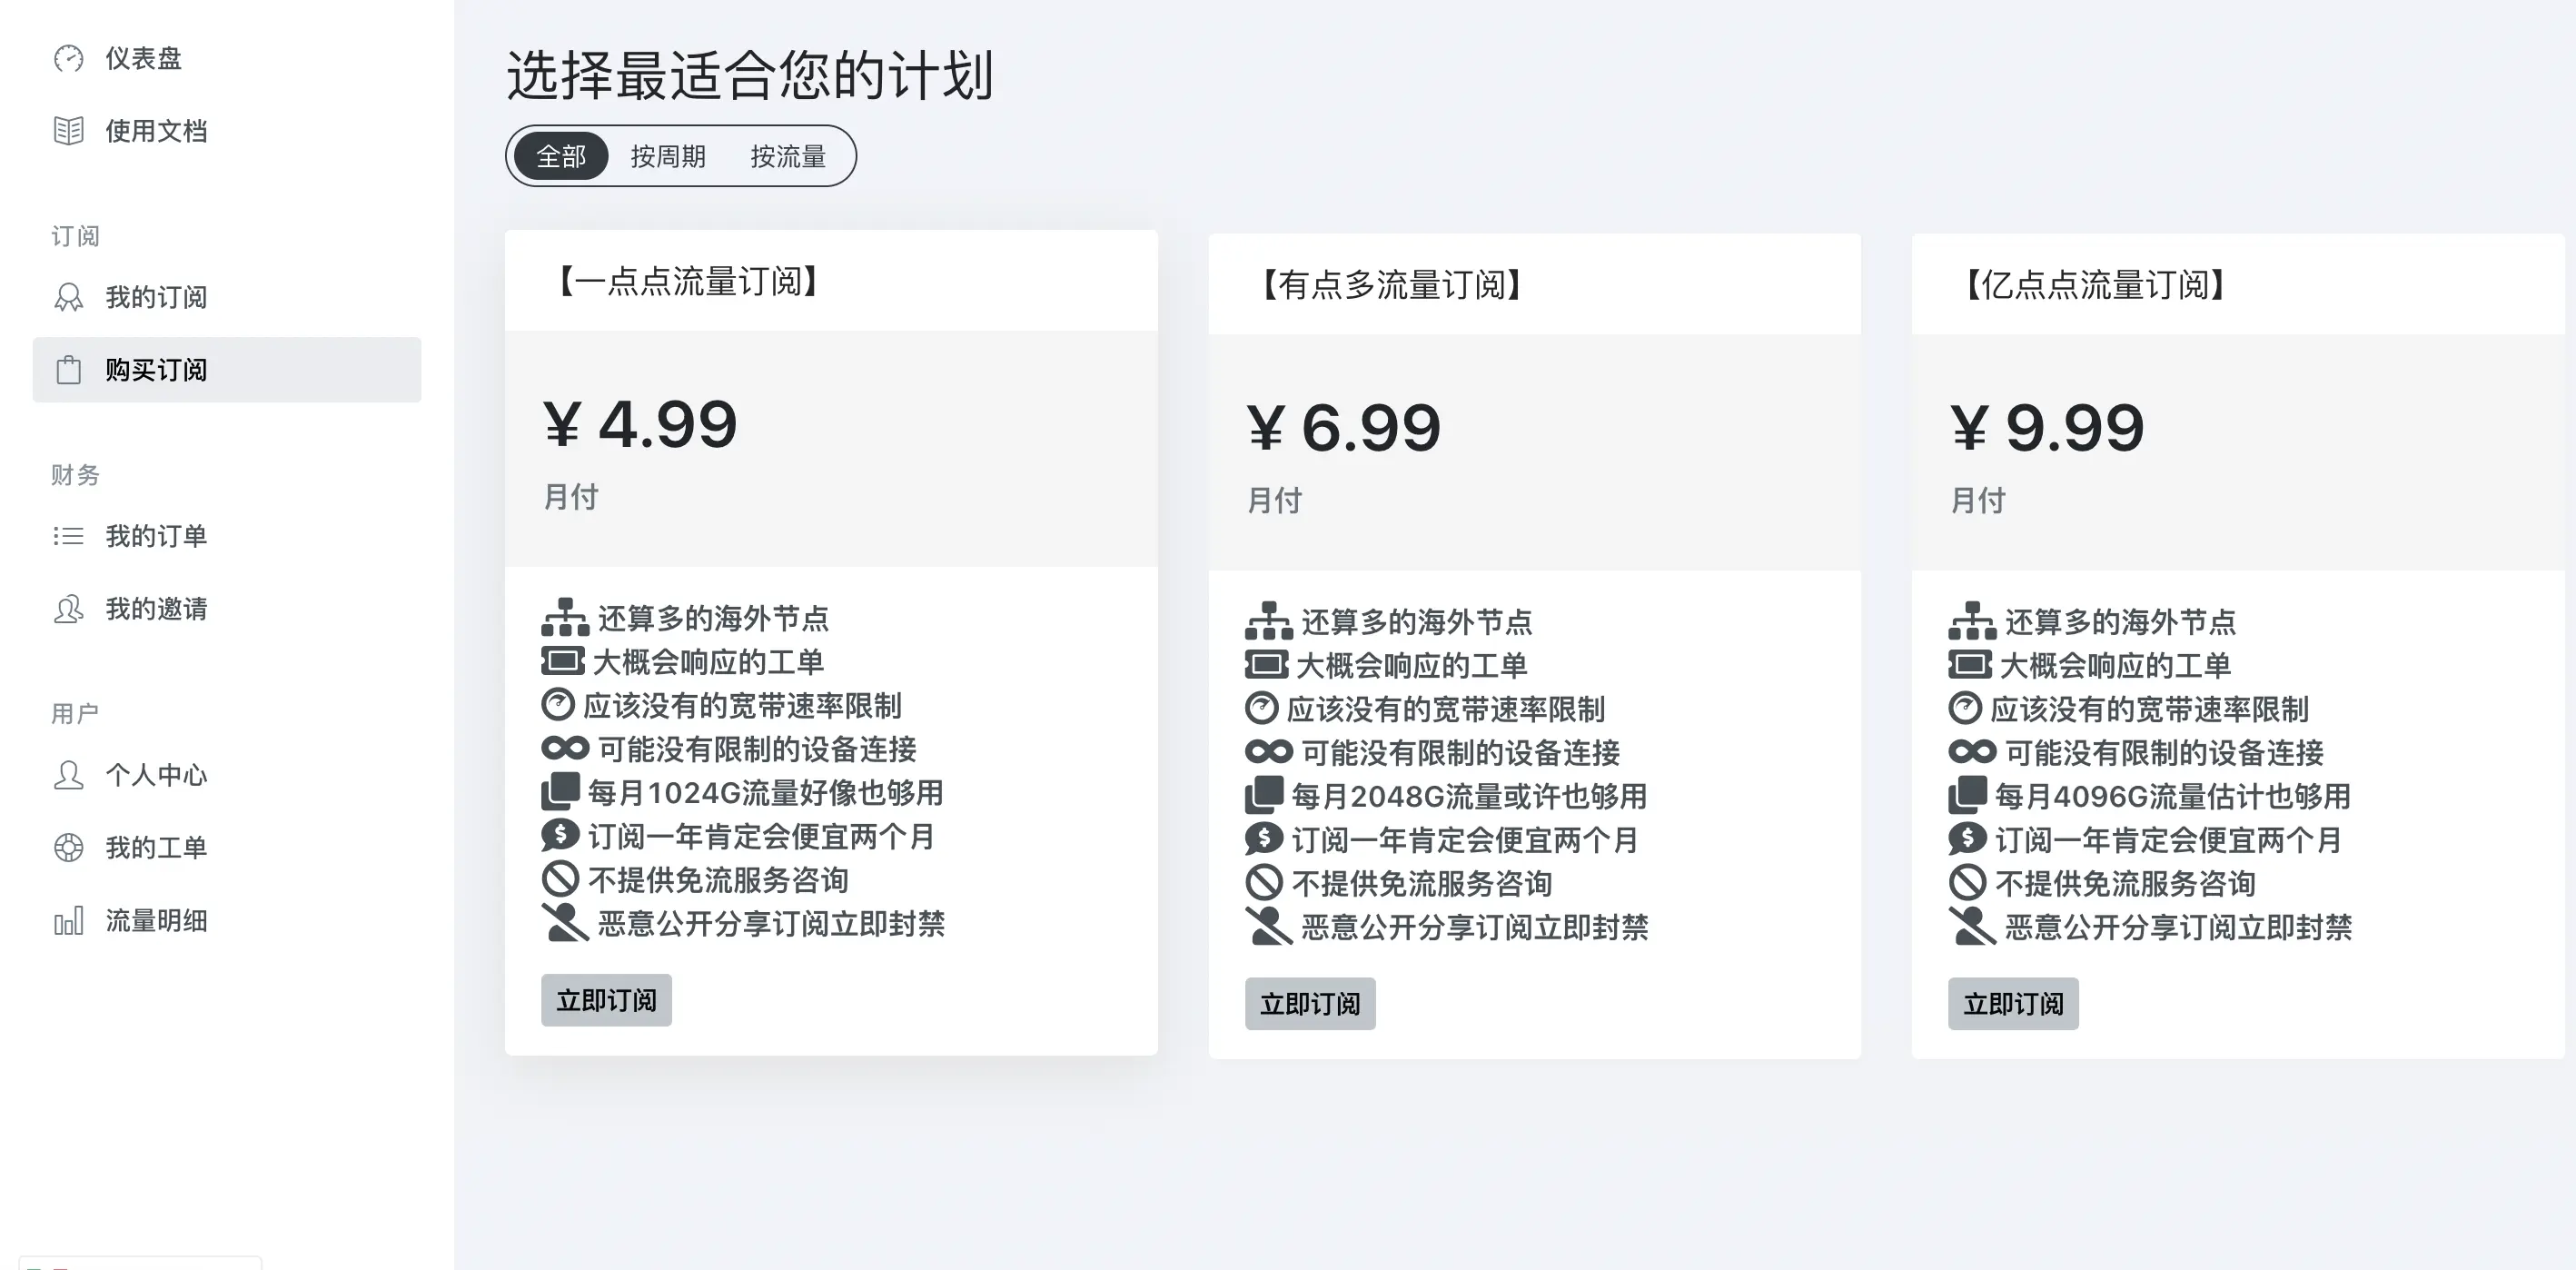 仪表盘
使用文档
订阅
我的订阅
购买订阅
财务
我的订单
我的邀请
用户
个人中心
我的工单
流量明细
选择最适合您的计划
全部 按周期 按流量
【一点点流量订阅】
¥ 4.99
月付
还算多的海外节点
大概会响应的工单
应该没有的宽带速率限制
可能没有限制的设备连接
每月1024G流量好像也够用
订阅一年肯定会便宜两个月
不提供免流服务咨询
恶意公开分享订阅立即封禁
立即订阅
【有点多流量订阅】
¥ 6.99
月付
还算多的海外节点
大概会响应的工单
应该没有的宽带速率限制
可能没有限制的设备连接
每月2048G流量或许也够用
订阅一年肯定会便宜两个月
不提供免流服务咨询
恶意公开分享订阅立即封禁
立即订阅
【亿点点流量订阅】
¥ 9.99
月付
还算多的海外节点
大概会响应的工单
应该没有的宽带速率限制
可能没有限制的设备连接
每月4096G流量估计也够用
订阅一年肯定会便宜两个月
不提供免流服务咨询
恶意公开分享订阅立即封禁
立即订阅